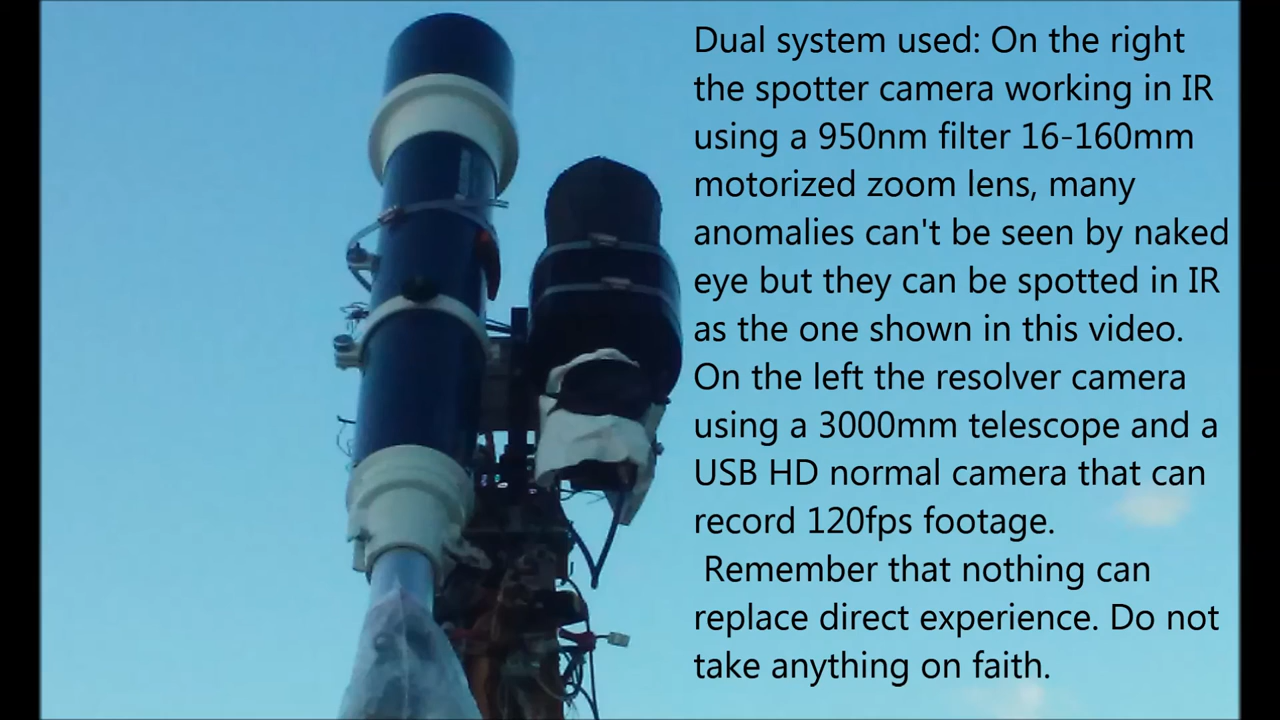 Dual system used: On the right
the spotter camera working in IR
using a 950nm filter 16-160mm
motorized zoom lens, many
anomalies can't be seen by naked
eye but they can be spotted in IR
as the one shown in this video.
On the left the resolver camera
using a 3000mm telescope and a
USB HD normal camera that can
record 120fps footage.
Remember that nothing can
replace direct experience. Do not
take anything on faith.